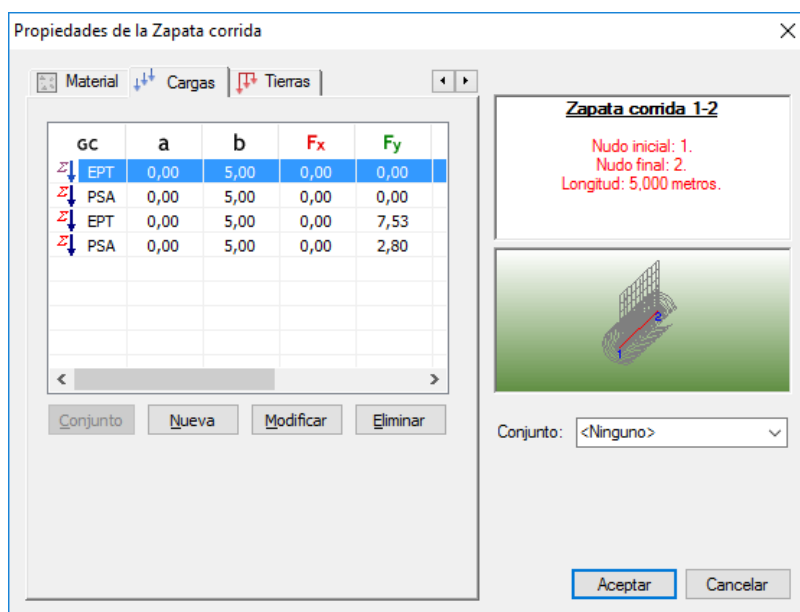 Propiedades de la Zapata corrida
Material Cargas Tierras
GC a b Fx Fy
Σ EPT 0,00 5,00 0,00 0,00
Σ PSA 0,00 5,00 0,00 0,00
Σ EPT 0,00 5,00 0,00 7,53
Σ PSA 0,00 5,00 0,00 2,80
Conjunto Nueva Modificar Eliminar
Zapata corrida 1-2
Nudo inicial: 1.
Nudo final: 2.
Longitud: 5,000 metros.
2
1
Conjunto: <Ninguno>
Aceptar Cancelar